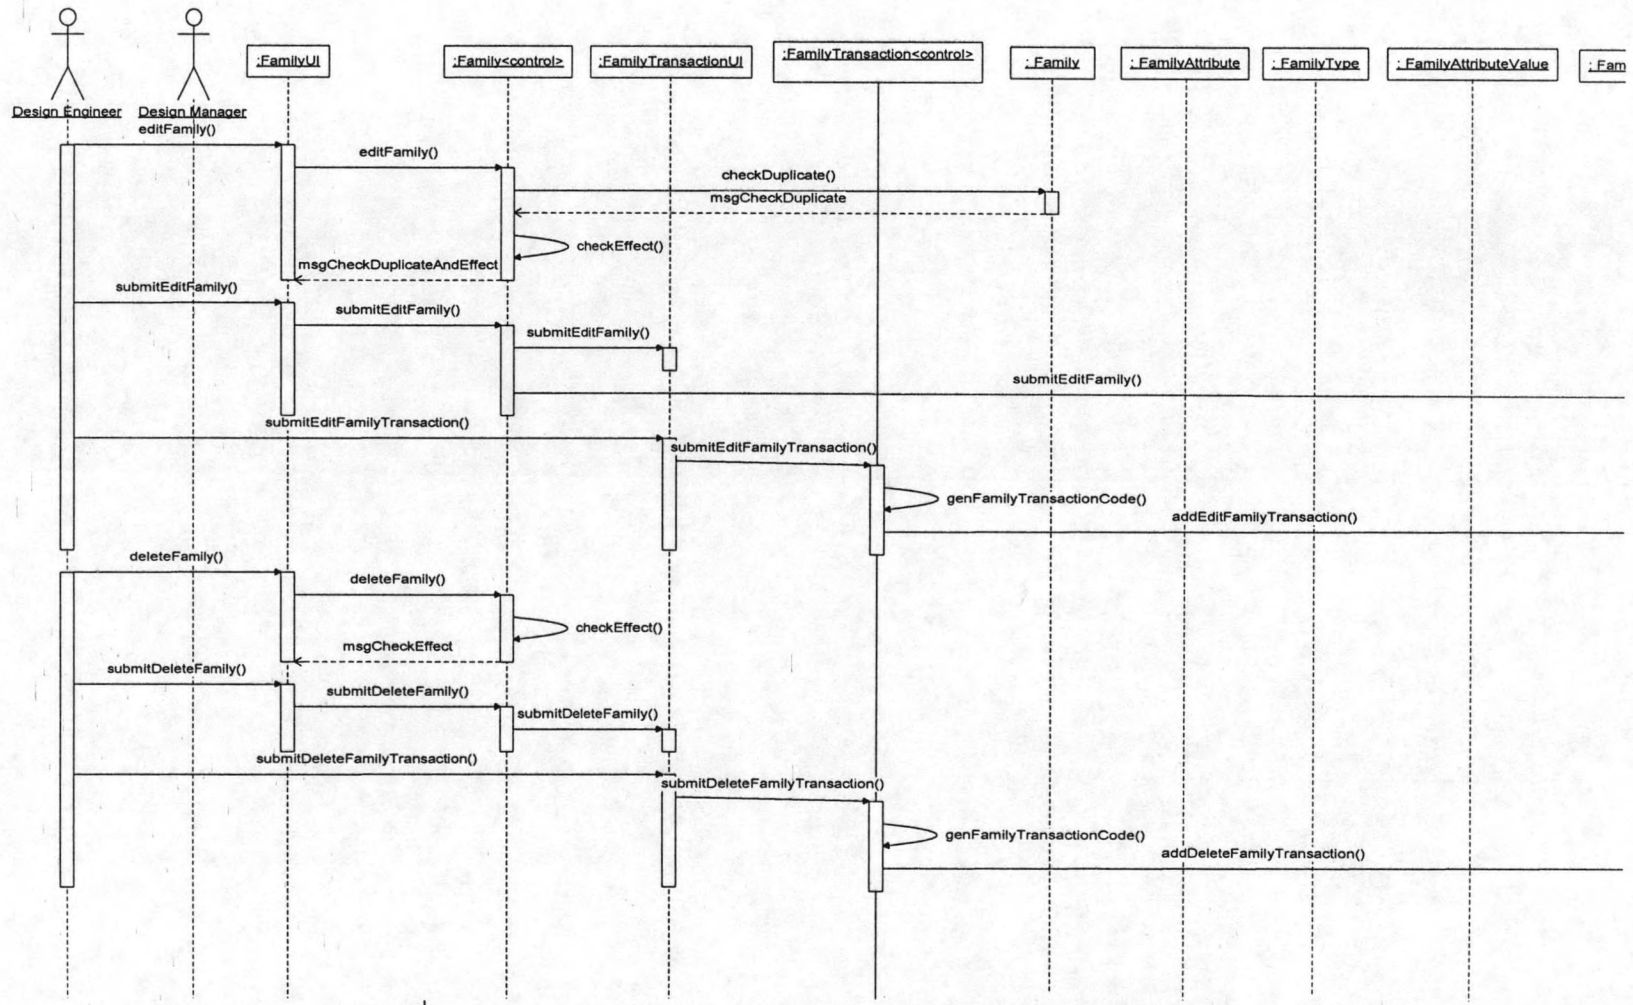 :FamilyUI
:Family<control>
:FamilyTransactionUI
:FamilyTransaction<control>
: Family
: FamilyAttribute
: FamilyType
: FamilyAttributeValue
: Fam
Design Engineer
Design Manager
editFamily()
editFamily()
checkDuplicate()
msgCheckDuplicate
checkEffect()
msgCheckDuplicateAndEffect
submitEditFamily()
submitEditFamily()
submitEditFamily()
submitEditFamily()
submitEditFamilyTransaction()
submitEditFamilyTransaction()
genFamilyTransactionCode()
addEditFamilyTransaction()
deleteFamily()
deleteFamily()
checkEffect()
msgCheckEffect
submitDeleteFamily()
submitDeleteFamily()
submitDeleteFamily()
submitDeleteFamilyTransaction()
submitDeleteFamilyTransaction()
genFamilyTransactionCode()
addDeleteFamilyTransaction()